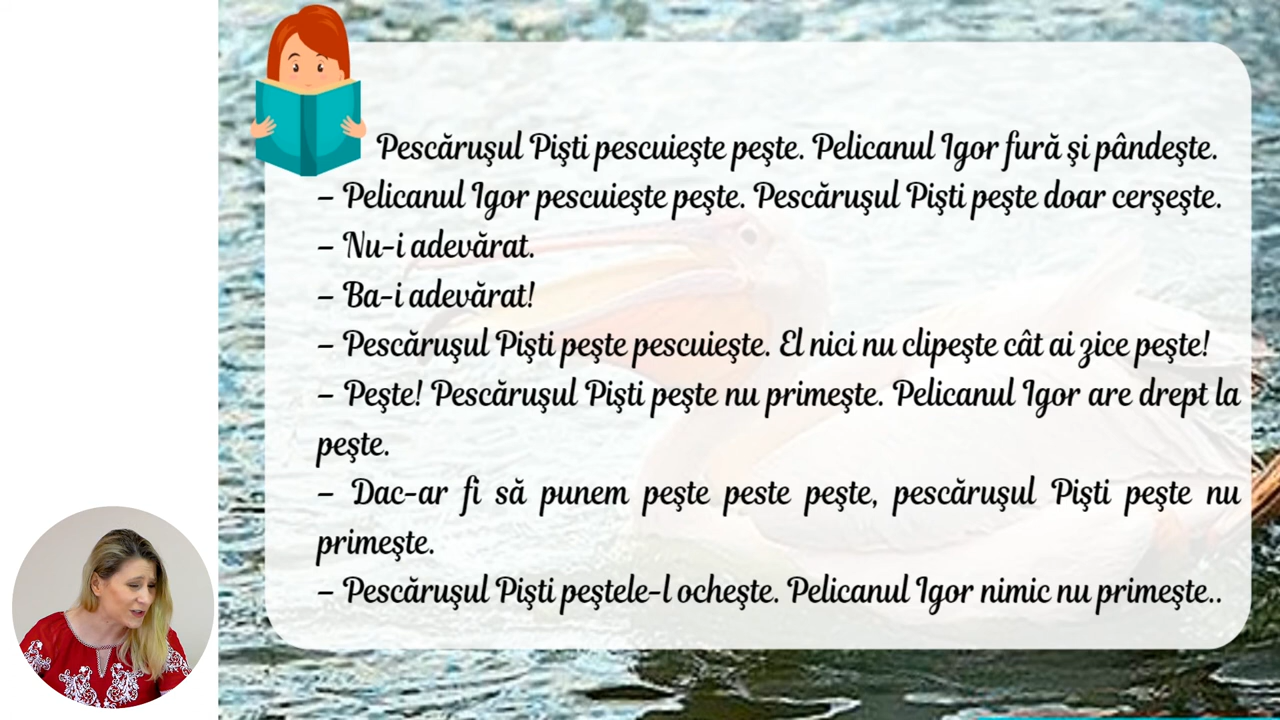 Pescărușul Piști pescuiește pește. Pelicanul Igor fură și pândește.
– Pelicanul Igor pescuiește pește. Pescărușul Piști pește doar cerșește.
– Nu-i adevărat.
– Ba-i adevărat!
– Pescărușul Piști pește pescuiește. El nici nu clipește cât ai zice pește!
– Pește! Pescărușul Piști pește nu primește. Pelicanul Igor are drept la
pește.
– Dac-ar fi să punem pește peste pește, pescărușul Piști pește nu
primește.
– Pescărușul Piști peștele-l ochește. Pelicanul Igor nimic nu primește..